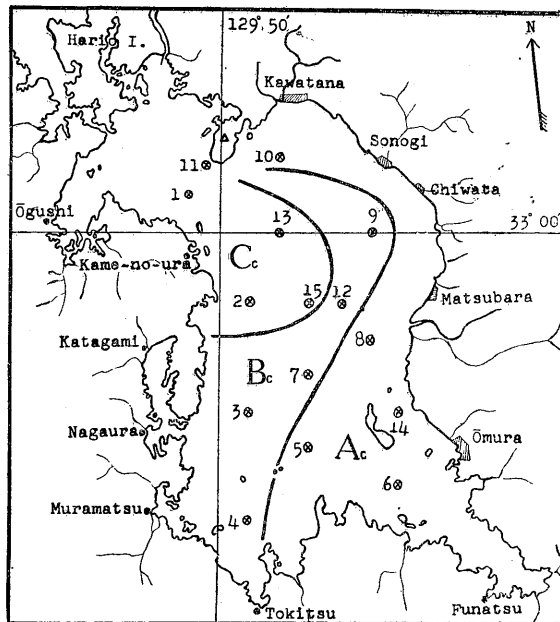 129°50'
N
Hario I.
Kawatana
Sonogi
11
10
Chiwata
1
Ōgushi
13
9
33°00'
Kame-no-ura
Cc
2
15
12
Matsubara
Katagami
8
Bc
7
3
14
Nagaura
5
Ac
Ōmura
6
Muramatsu
4
Tokitsu
Funatsu